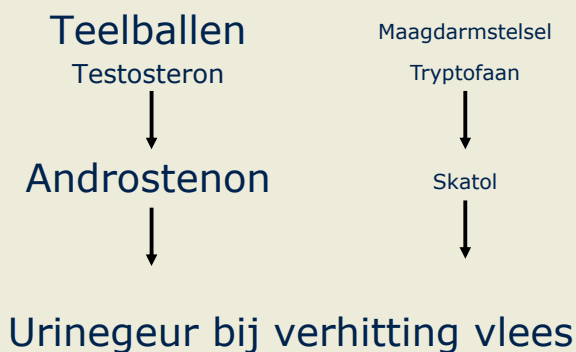 Teelballen
Testosteron
Androstenon
Maagdarmstelsel
Tryptofaan
Skatol
Urinegeur bij verhitting vlees